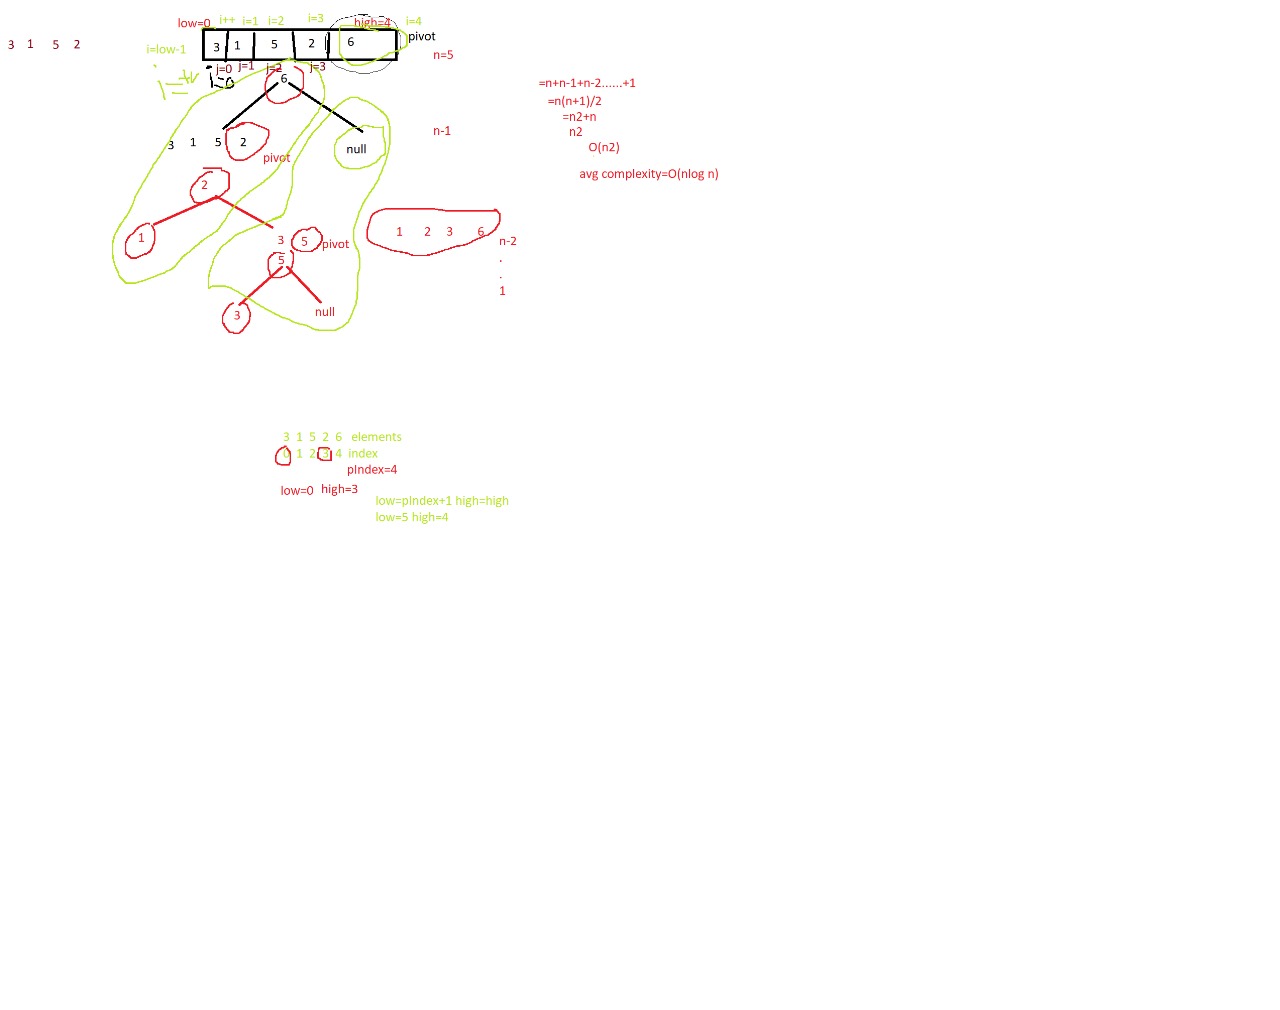 low=0 i++ i=1 i=2 i=3 high=4 i=4
3 1 5 2
i=low-1
3 1 5 2 6
pivot
n=5
j=0 j=1 j=2 j=3
i=0
6
=n+n-1+n-2......+1
=n(n+1)/2
=n2+n
n2
O(n2)
avg complexity=O(nlog n)
n-1
3 1 5 2
pivot
null
2
1
3 5
pivot
1 2 3 6
n-2
.
.
1
5
3
null
3 1 5 2 6 elements
0 1 2 3 4 index
pIndex=4
low=0 high=3
low=pIndex+1 high=high
low=5 high=4